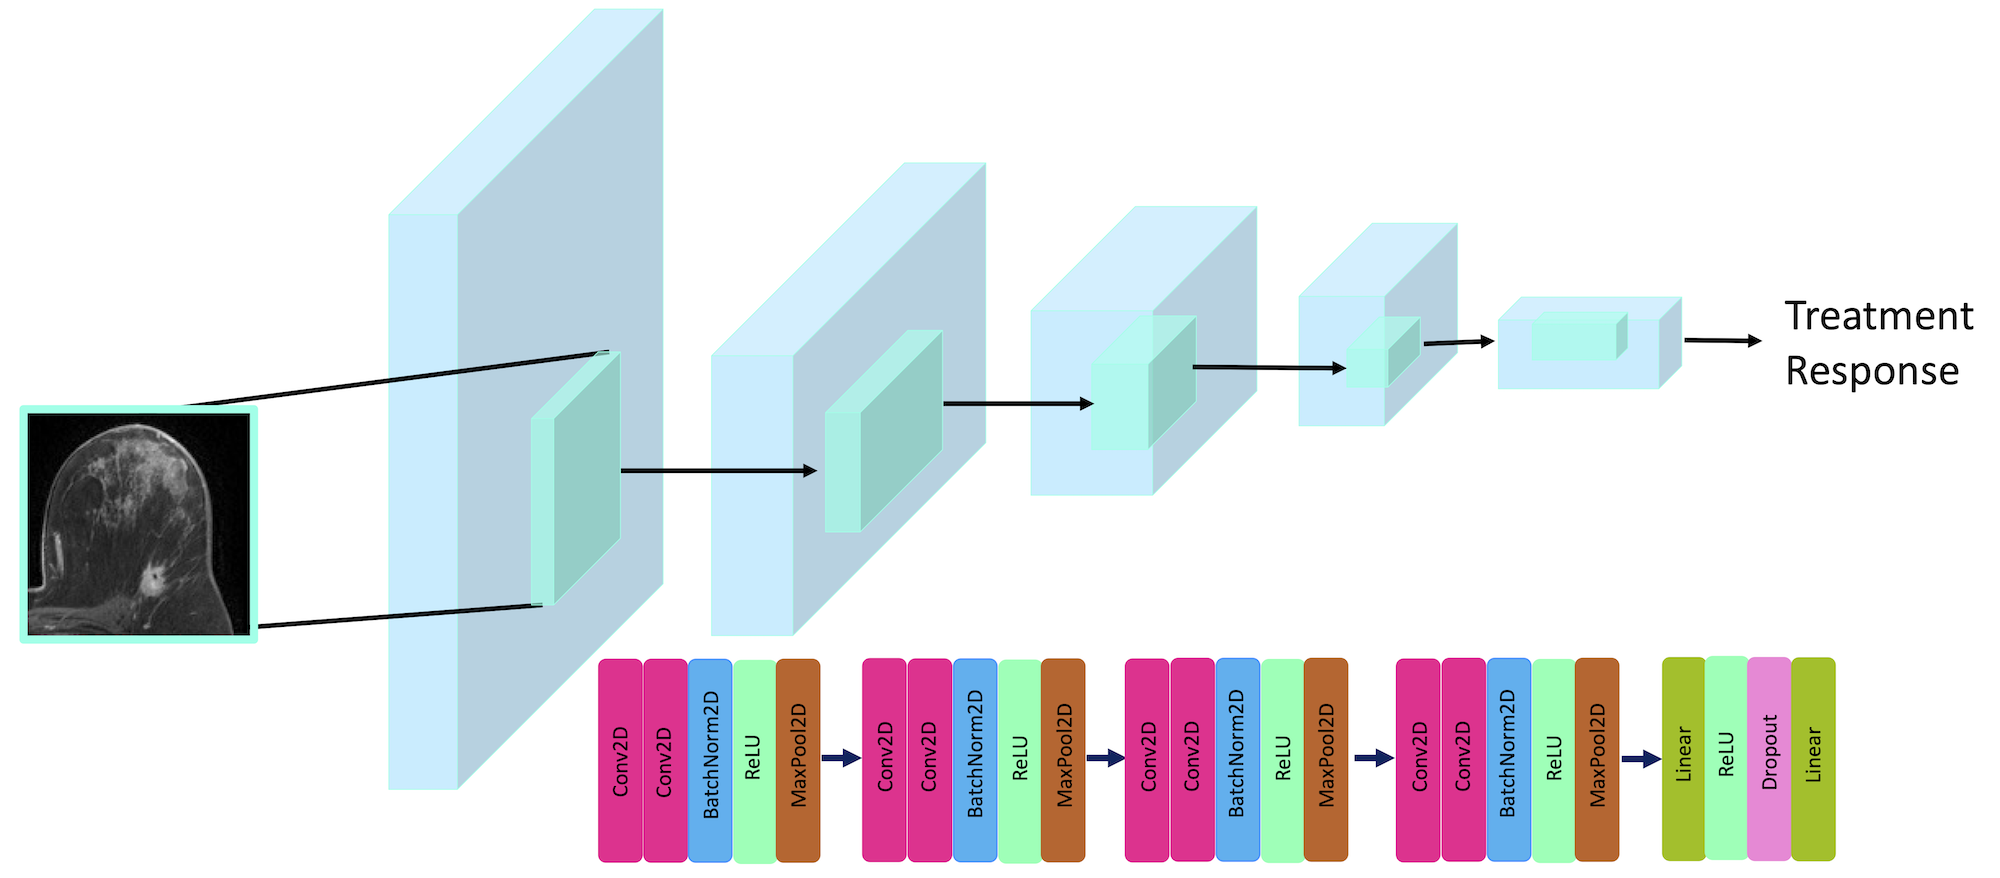 Treatment
Response
Conv2D
Conv2D
BatchNorm2D
ReLU
MaxPool2D
Conv2D
Conv2D
BatchNorm2D
ReLU
MaxPool2D
Conv2D
Conv2D
BatchNorm2D
ReLU
MaxPool2D
Conv2D
Conv2D
BatchNorm2D
ReLU
MaxPool2D
Linear
ReLU
Dropout
Linear